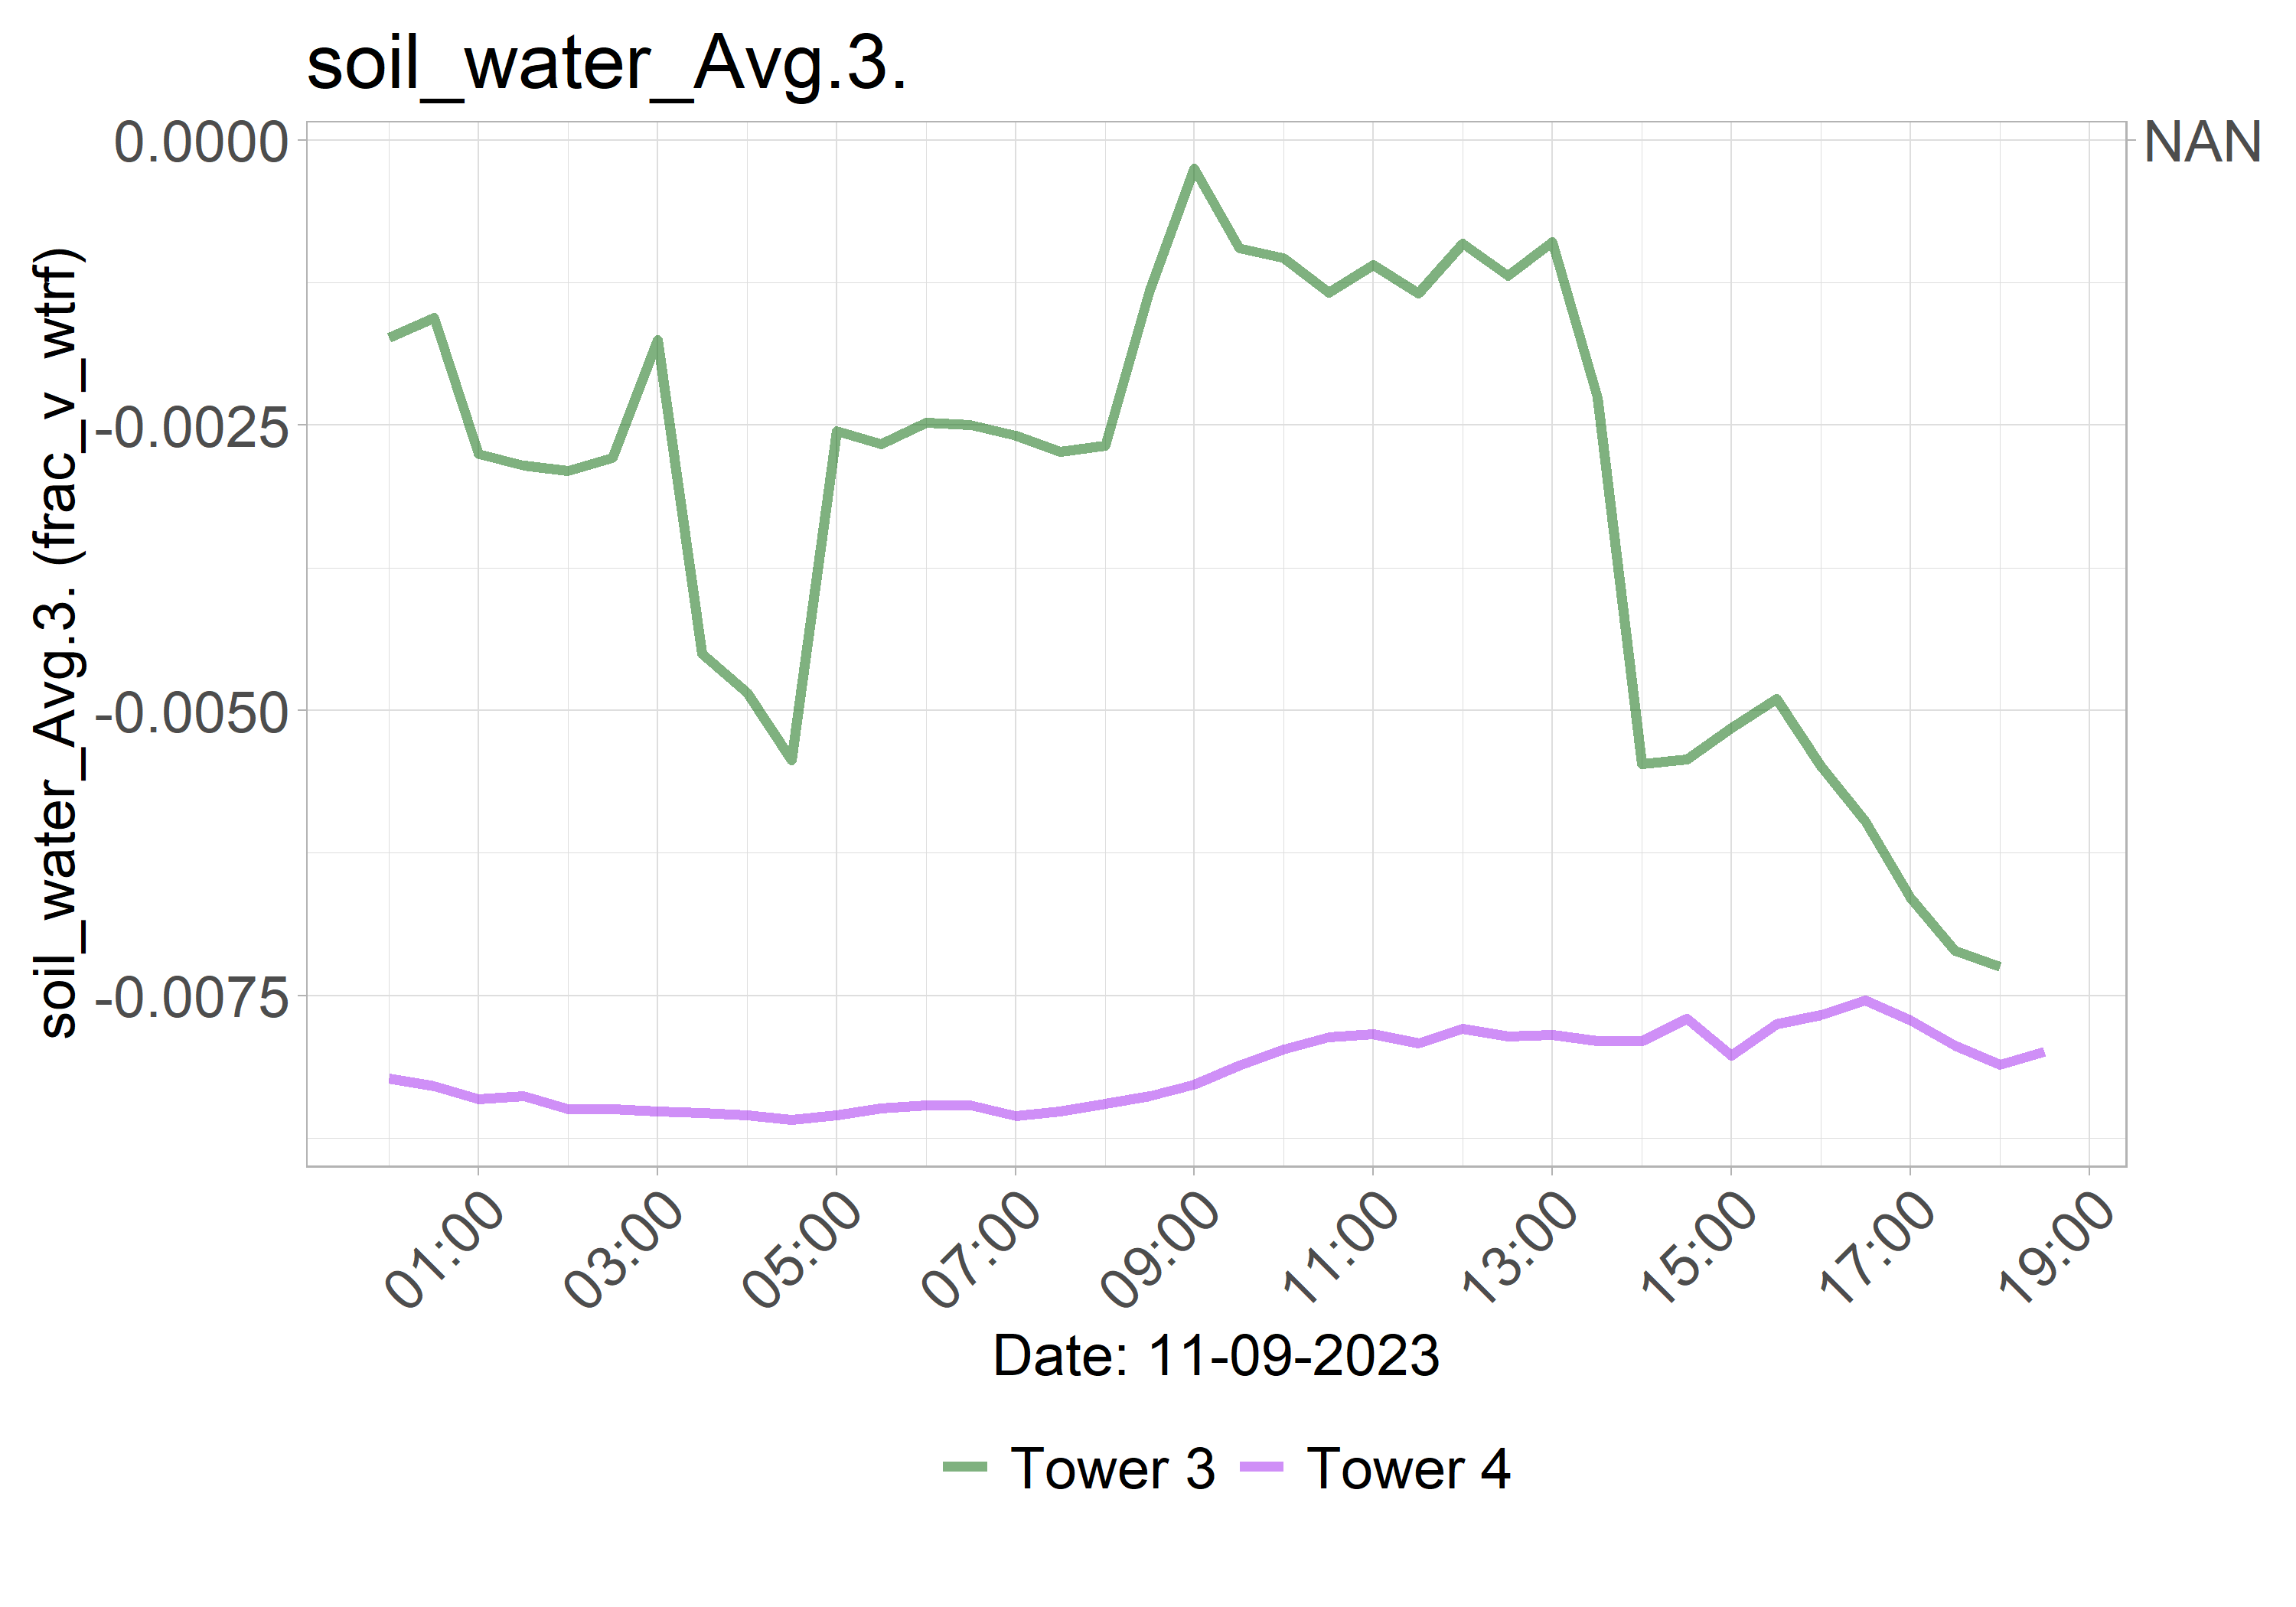 soil_water_Avg.3.
0.0000
NAN
-0.0025
-0.0050
-0.0075
soil_water_Avg.3. (frac_v_wtrf)
01:00
03:00
05:00
07:00
09:00
11:00
13:00
15:00
17:00
19:00
Date: 11-09-2023
Tower 3
Tower 4